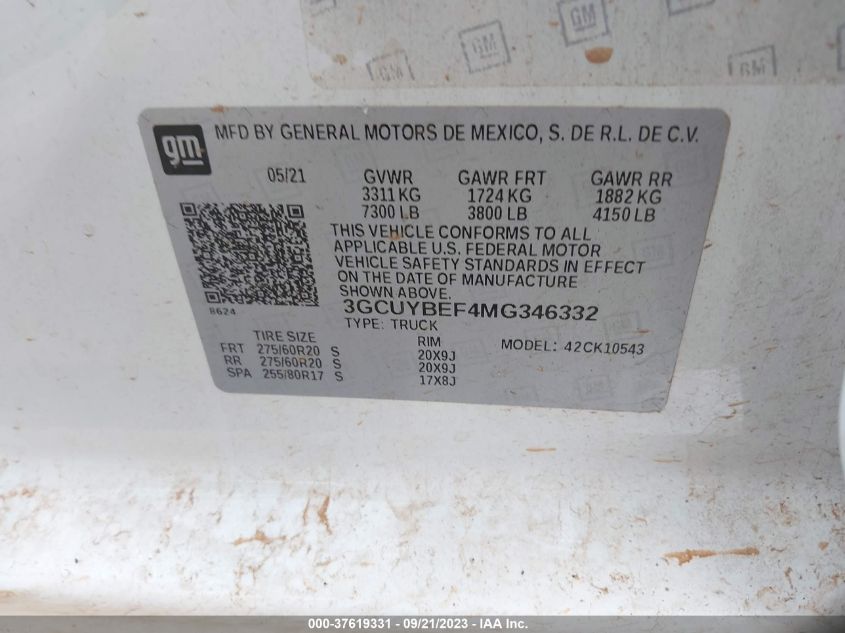 GM
GM
GM
GM
gm MFD BY GENERAL MOTORS DE MEXICO, S. DE R.L. DE C.V.
05/21 GVWR GAWR FRT GAWR RR
3311 KG 1724 KG 1882 KG
7300 LB 3800 LB 4150 LB
THIS VEHICLE CONFORMS TO ALL
APPLICABLE U.S. FEDERAL MOTOR
VEHICLE SAFETY STANDARDS IN EFFECT
ON THE DATE OF MANUFACTURE
SHOWN ABOVE.
8624 3GCUYBEF4MG346332
TYPE: TRUCK
TIRE SIZE RIM MODEL: 42CK10543
FRT 275/60R20 S 20X9J
RR 275/60R20 S 20X9J
SPA 255/80R17 S 17X8J
000-37619331 - 09/21/2023 - IAA Inc.